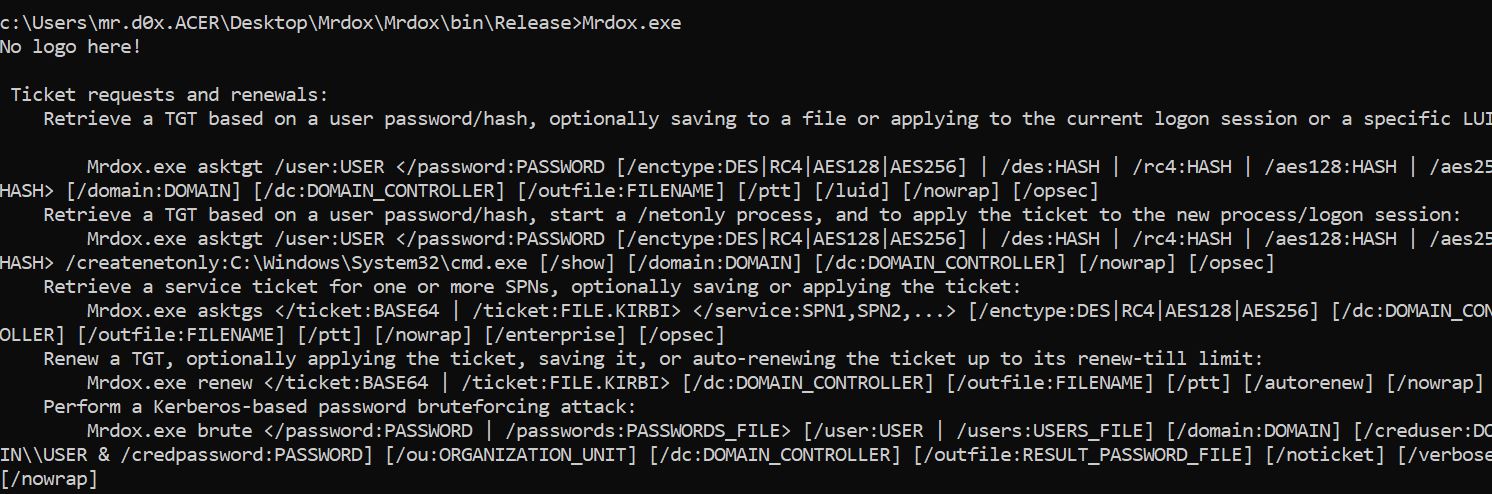 c:\Users\mr.d0x.ACER\Desktop\Mrdox\Mrdox\bin\Release>Mrdox.exe
No logo here!
Ticket requests and renewals:
Retrieve a TGT based on a user password/hash, optionally saving to a file or applying to the current logon session or a specific LUI
Mrdox.exe asktgt /user:USER </password:PASSWORD [/enctype:DES|RC4|AES128|AES256] | /des:HASH | /rc4:HASH | /aes128:HASH | /aes25
HASH> [/domain:DOMAIN] [/dc:DOMAIN_CONTROLLER] [/outfile:FILENAME] [/ptt] [/luid] [/nowrap] [/opsec]
Retrieve a TGT based on a user password/hash, start a /netonly process, and to apply the ticket to the new process/logon session:
Mrdox.exe asktgt /user:USER </password:PASSWORD [/enctype:DES|RC4|AES128|AES256] | /des:HASH | /rc4:HASH | /aes128:HASH | /aes25
HASH> /createnetonly:C:\Windows\System32\cmd.exe [/show] [/domain:DOMAIN] [/dc:DOMAIN_CONTROLLER] [/nowrap] [/opsec]
Retrieve a service ticket for one or more SPNs, optionally saving or applying the ticket:
Mrdox.exe asktgs </ticket:BASE64 | /ticket:FILE.KIRBI> </service:SPN1,SPN2,...> [/enctype:DES|RC4|AES128|AES256] [/dc:DOMAIN_CON
OLLER] [/outfile:FILENAME] [/ptt] [/nowrap] [/enterprise] [/opsec]
Renew a TGT, optionally applying the ticket, saving it, or auto-renewing the ticket up to its renew-till limit:
Mrdox.exe renew </ticket:BASE64 | /ticket:FILE.KIRBI> [/dc:DOMAIN_CONTROLLER] [/outfile:FILENAME] [/ptt] [/autorenew] [/nowrap]
Perform a Kerberos-based password bruteforcing attack:
Mrdox.exe brute </password:PASSWORD | /passwords:PASSWORDS_FILE> [/user:USER | /users:USERS_FILE] [/domain:DOMAIN] [/creduser:DO
IN\\USER & /credpassword:PASSWORD] [/ou:ORGANIZATION_UNIT] [/dc:DOMAIN_CONTROLLER] [/outfile:RESULT_PASSWORD_FILE] [/noticket] [/verbose
[/nowrap]